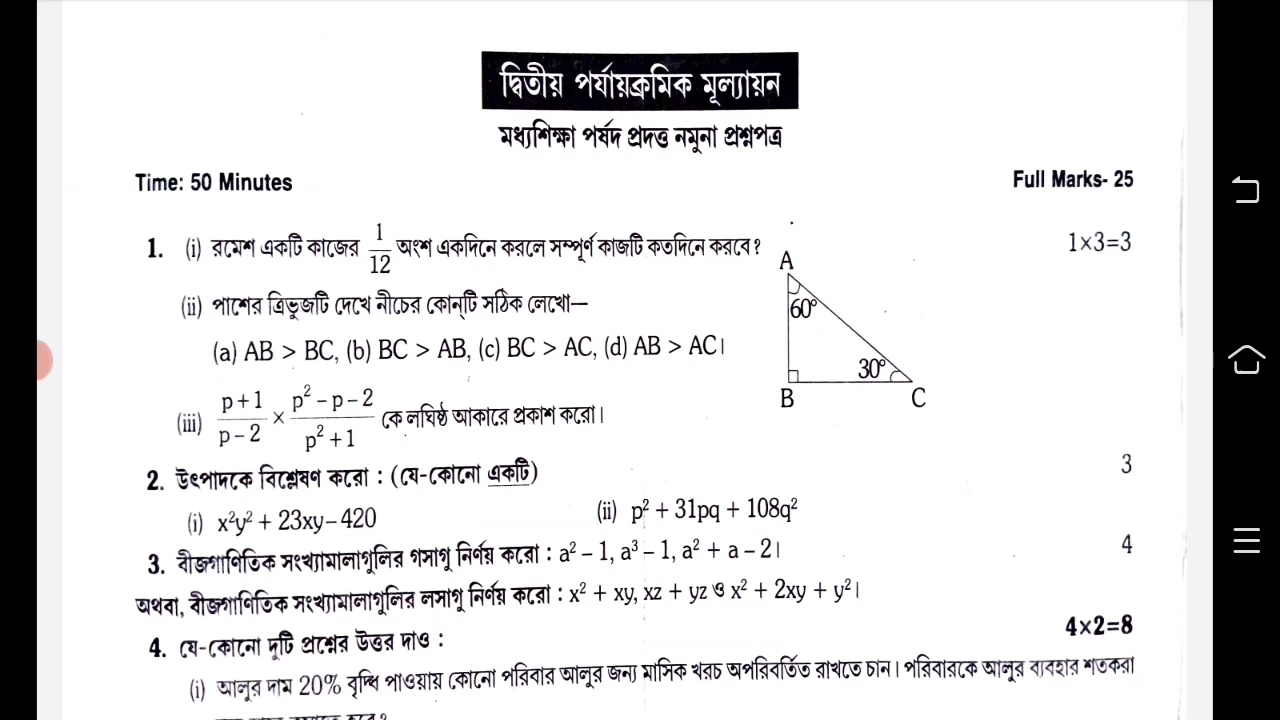 দ্বিতীয় পর্যায়ক্রমিক মূল্যায়ন
মধ্যশিক্ষা পর্ষদ প্রদত্ত নমুনা প্রশ্নপত্র
Time: 50 Minutes Full Marks- 25
1. (i) রমেশ একটি কাজের 1/12 অংশ একদিনে করলে সম্পূর্ণ কাজটি কতদিনে করবে? 1×3=3
(ii) পাশের ত্রিভুজটি দেখে নীচের কোন্‌টি সঠিক লেখো—
(a) AB > BC, (b) BC > AB, (c) BC > AC, (d) AB > AC।
A
60°
30°
B C
(iii) p+1/p−2 × p²−p−2/p²+1 কে লঘিষ্ঠ আকারে প্রকাশ করো।
2. উৎপাদকে বিশ্লেষণ করো : (যে-কোনো একটি) 3
(i) x²y² + 23xy – 420 (ii) p² + 31pq + 108q²
3. বীজগাণিতিক সংখ্যামালাগুলির গসাগু নির্ণয় করো : a² – 1, a³ – 1, a² + a – 2। 4
অথবা, বীজগাণিতিক সংখ্যামালাগুলির লসাগু নির্ণয় করো : x² + xy, xz + yz ও x² + 2xy + y²।
4. যে-কোনো দুটি প্রশ্নের উত্তর দাও : 4×2=8
(i) আলুর দাম 20% বৃদ্ধি পাওয়ায় কোনো পরিবার আলুর জন্য মাসিক খরচ অপরিবর্তিত রাখতে চান। পরিবারকে আলুর ব্যবহার শতকরা